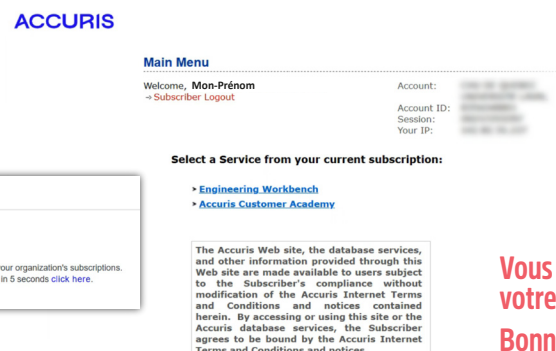 ACCURIS
Main Menu
Welcome, Mon-Prénom
→ Subscriber Logout
Account:
Account ID:
Session:
Your IP:
Select a Service from your current subscription:
> Engineering Workbench
> Accuris Customer Academy
your organization's subscriptions.
in 5 seconds click here.
The Accuris Web site, the database services,
and other information provided through this
Web site are made available to users subject
to the Subscriber's compliance without
modification of the Accuris Internet Terms
and Conditions and notices contained
herein. By accessing or using this site or the
Accuris database services, the Subscriber
agrees to be bound by the Accuris Internet
Terms and Conditions and notices.
Vous
votre
Bonn